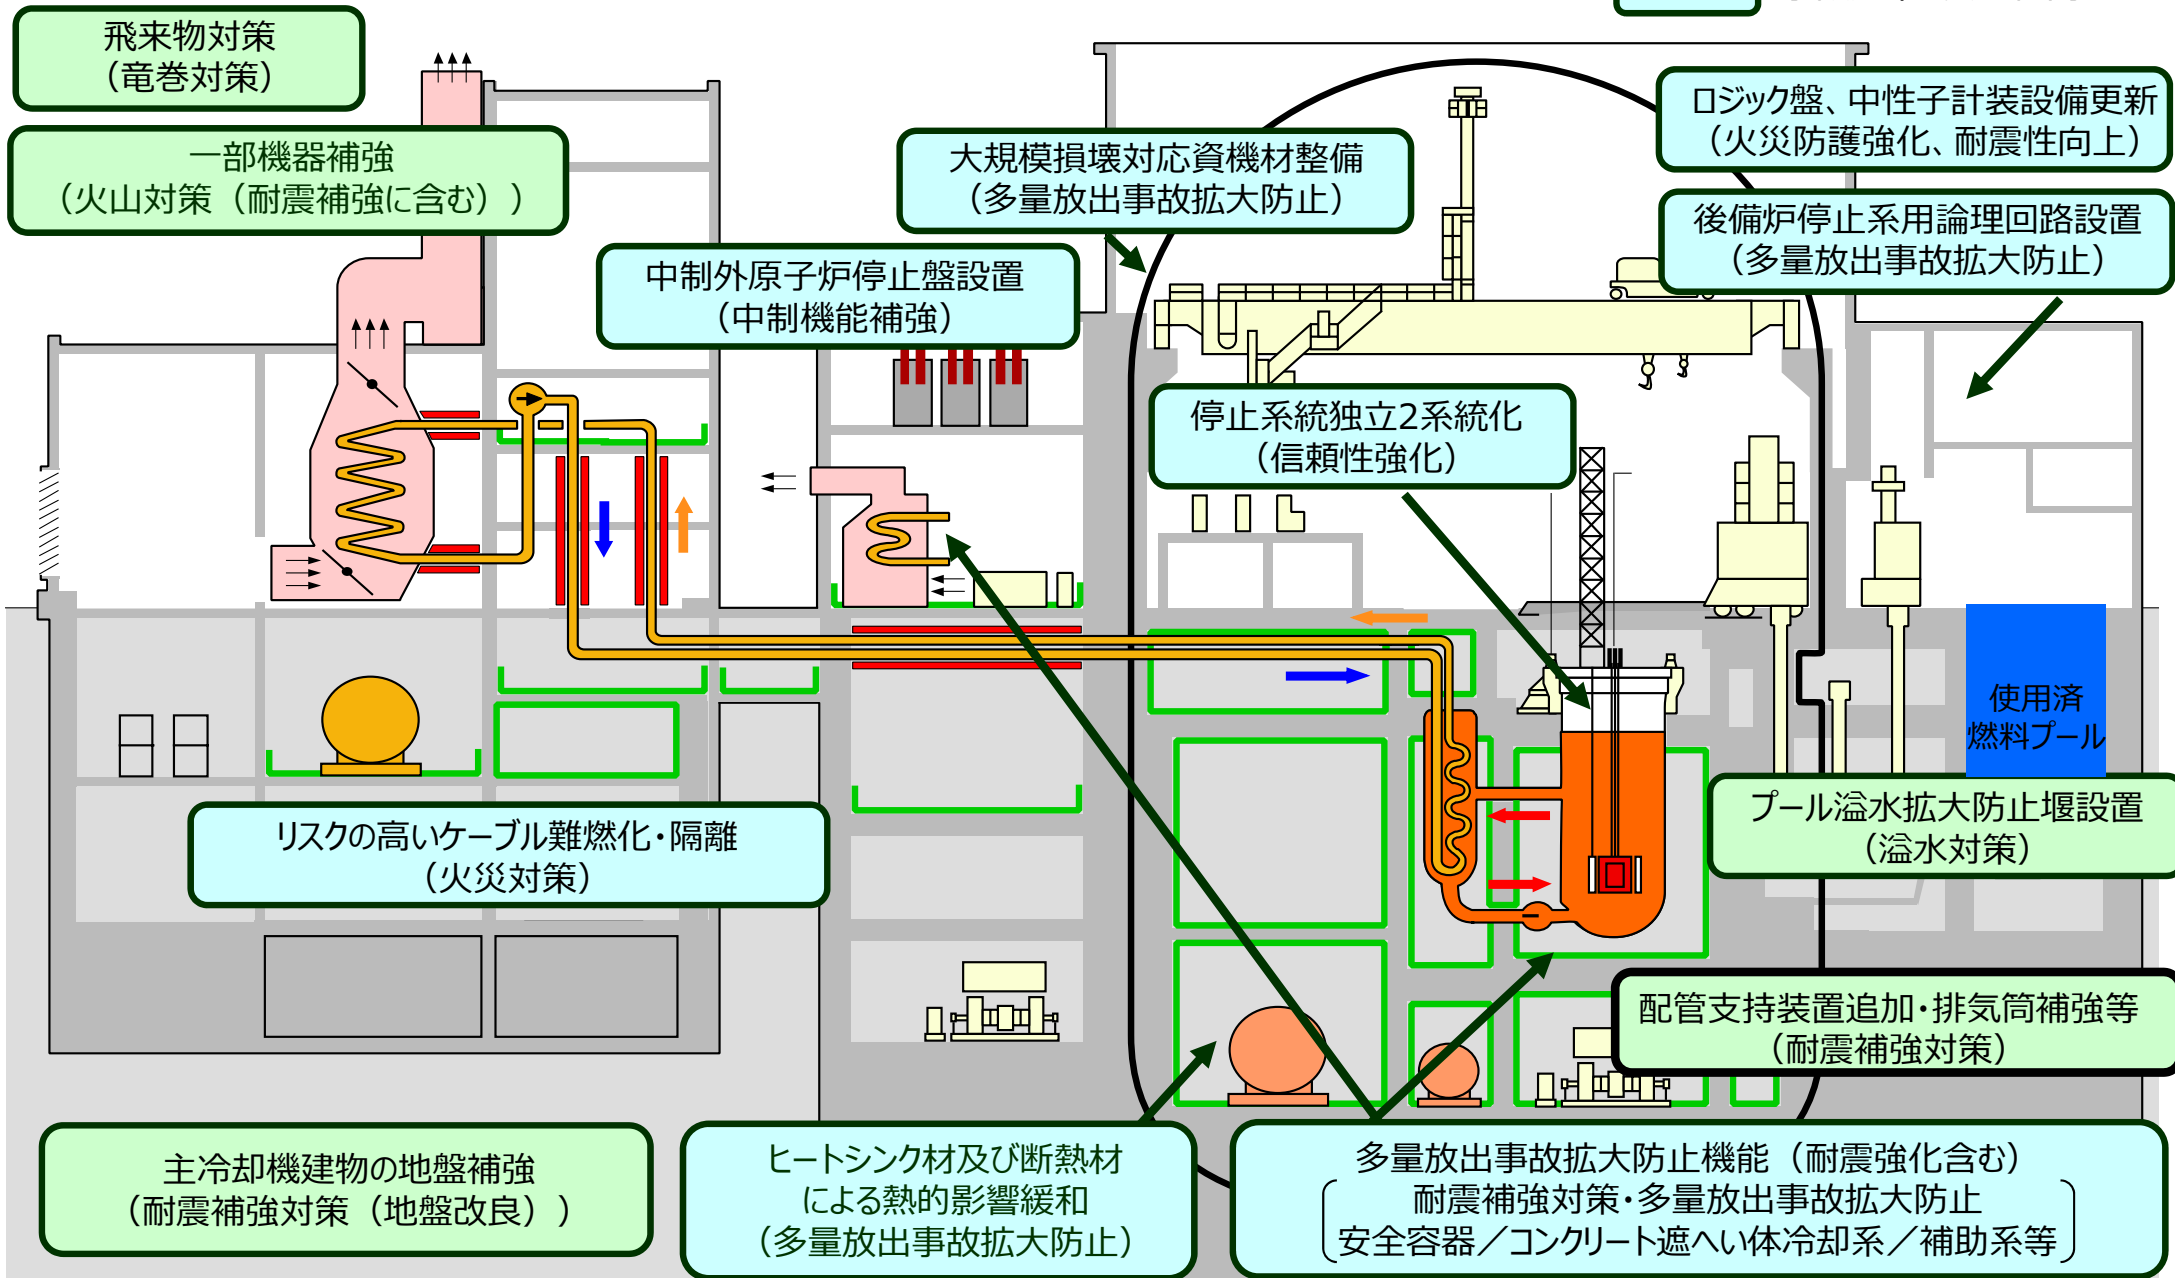 飛来物対策
（竜巻対策）
一部機器補強
（火山対策（耐震補強に含む））
大規模損壊対応資機材整備
（多量放出事故拡大防止）
ロジック盤、中性子計装設備更新
（火災防護強化、耐震性向上）
後備炉停止系用論理回路設置
（多量放出事故拡大防止）
中制外原子炉停止盤設置
（中制機能補強）
停止系統独立2系統化
（信頼性強化）
使用済
燃料プール
プール溢水拡大防止堰設置
（溢水対策）
リスクの高いケーブル難燃化・隔離
（火災対策）
配管支持装置追加・排気筒補強等
（耐震補強対策）
主冷却機建物の地盤補強
（耐震補強対策（地盤改良））
ヒートシンク材及び断熱材
による熱的影響緩和
（多量放出事故拡大防止）
多量放出事故拡大防止機能（耐震強化含む）
耐震補強対策・多量放出事故拡大防止
安全容器／コンクリート遮へい体冷却系／補助系等